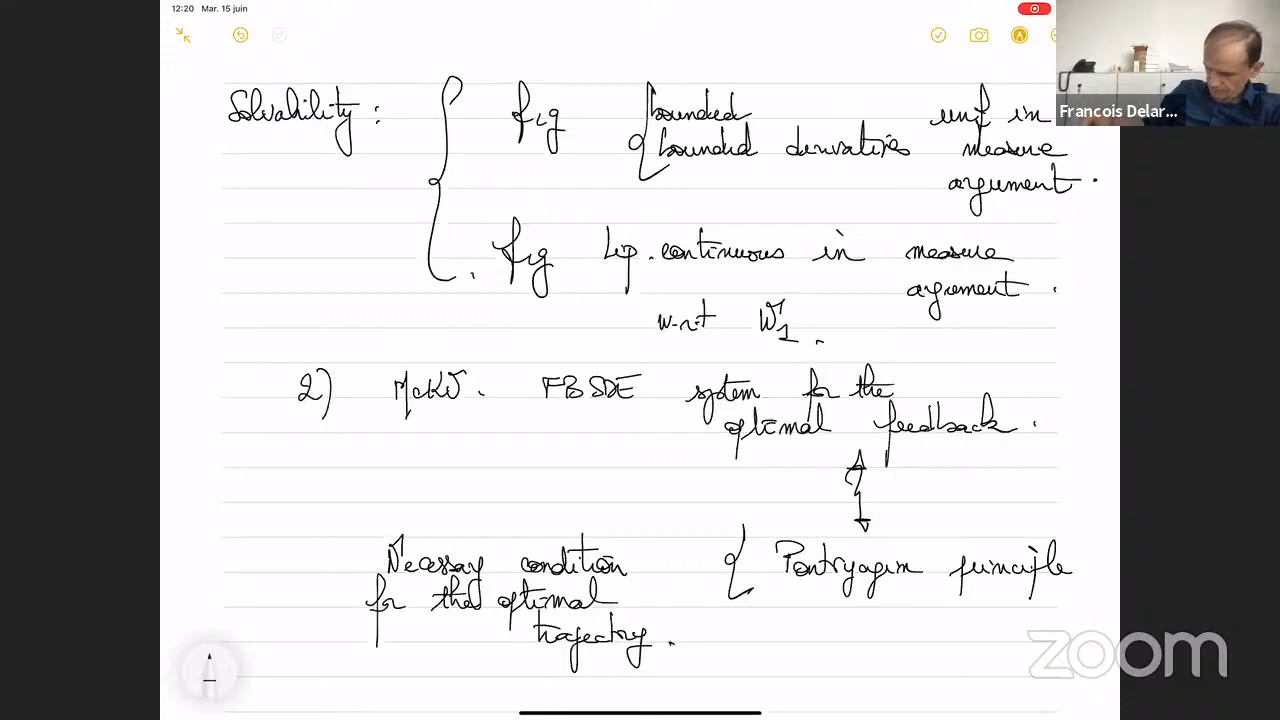 12:20 Mar. 15 juin
Solvability : f, g bounded unif in
bounded derivatives measure
argument.
. f, g Lip. continuous in measure
argument.
w.r.t W1.
2) McKV. FBSDE system for the
optimal feedback.
Necessay condition Pontryagin principle
for the optimal
trajectory.
Francois Delar...
zoom